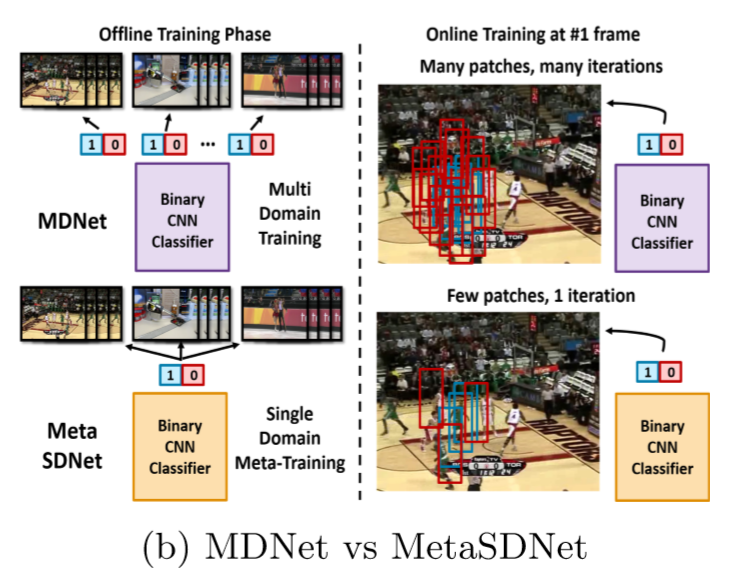 Offline Training Phase
1 0
1 0
...
1 0
MDNet
Binary
CNN
Classifier
Multi
Domain
Training
1 0
Meta
SDNet
Binary
CNN
Classifier
Single
Domain
Meta-Training
Online Training at #1 frame
Many patches, many iterations
1 0
RAPTORS
Binary
CNN
Classifier
Few patches, 1 iteration
1 0
RAPTORS
Binary
CNN
Classifier
(b) MDNet vs MetaSDNet